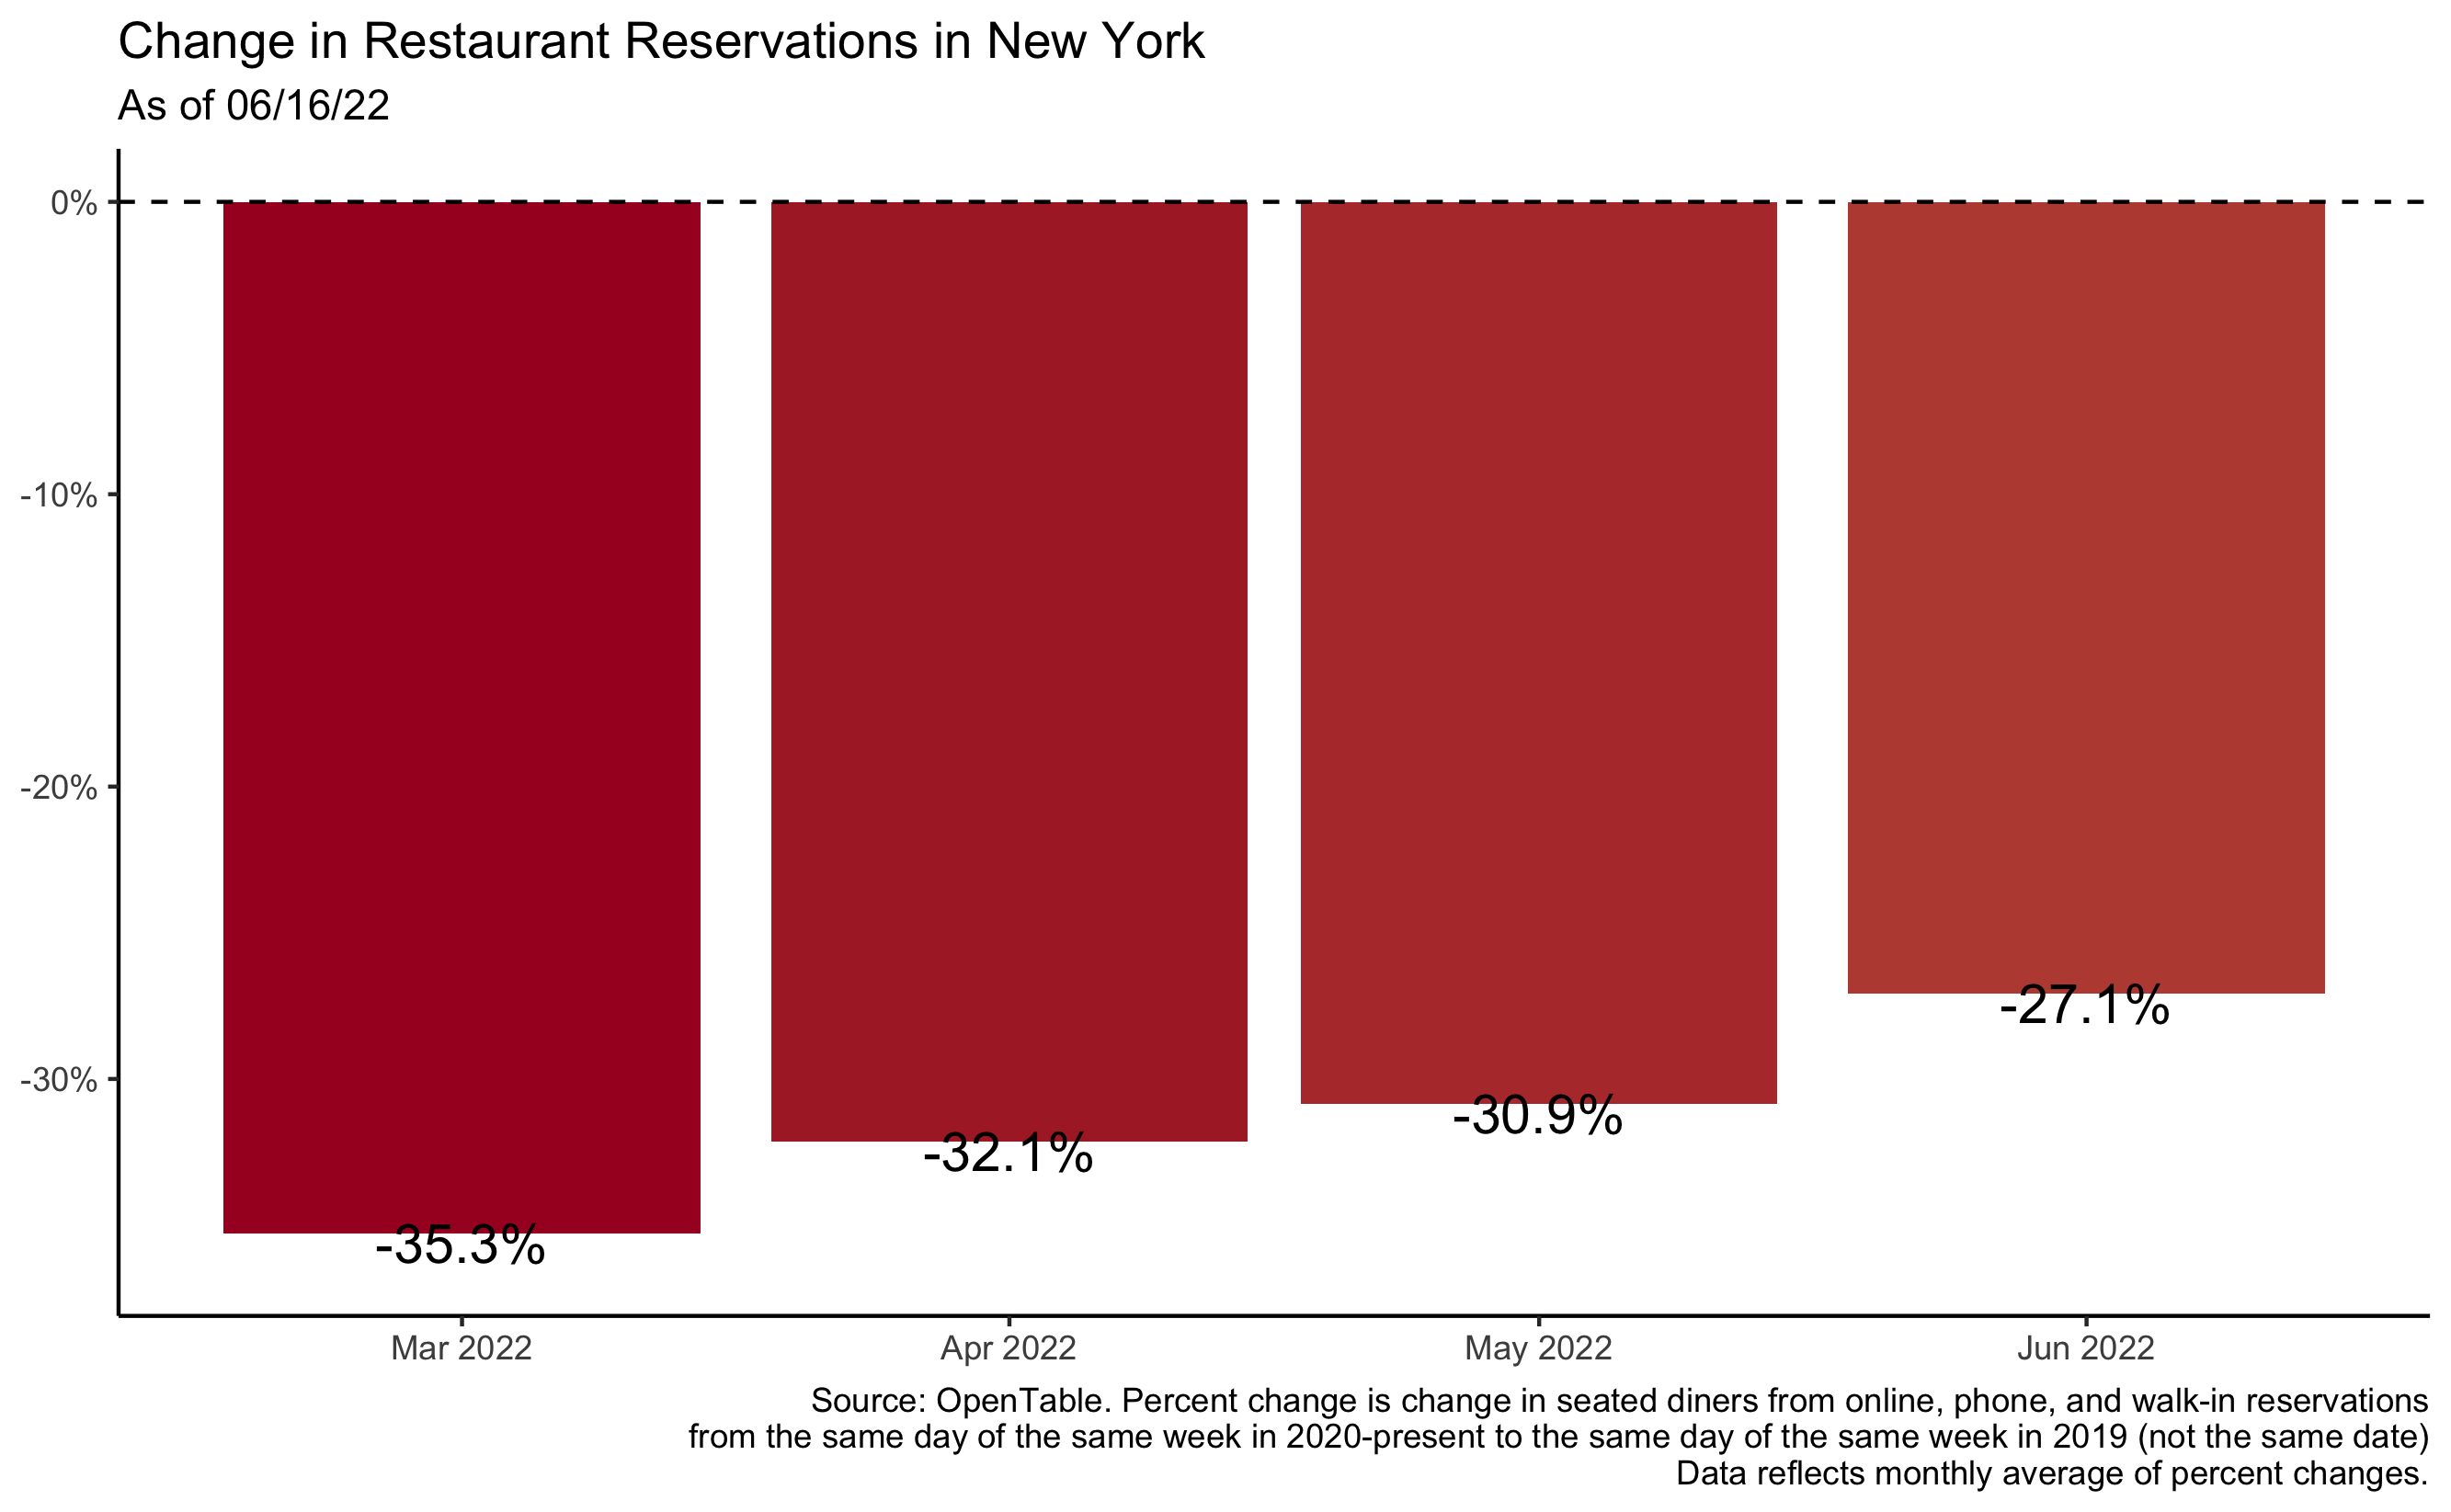 Change in Restaurant Reservations in New York
As of 06/16/22
0%
-10%
-20%
-30%
-35.3%
-32.1%
-30.9%
-27.1%
Mar 2022
Apr 2022
May 2022
Jun 2022
Source: OpenTable. Percent change is change in seated diners from online, phone, and walk-in reservations
from the same day of the same week in 2020-present to the same day of the same week in 2019 (not the same date)
Data reflects monthly average of percent changes.